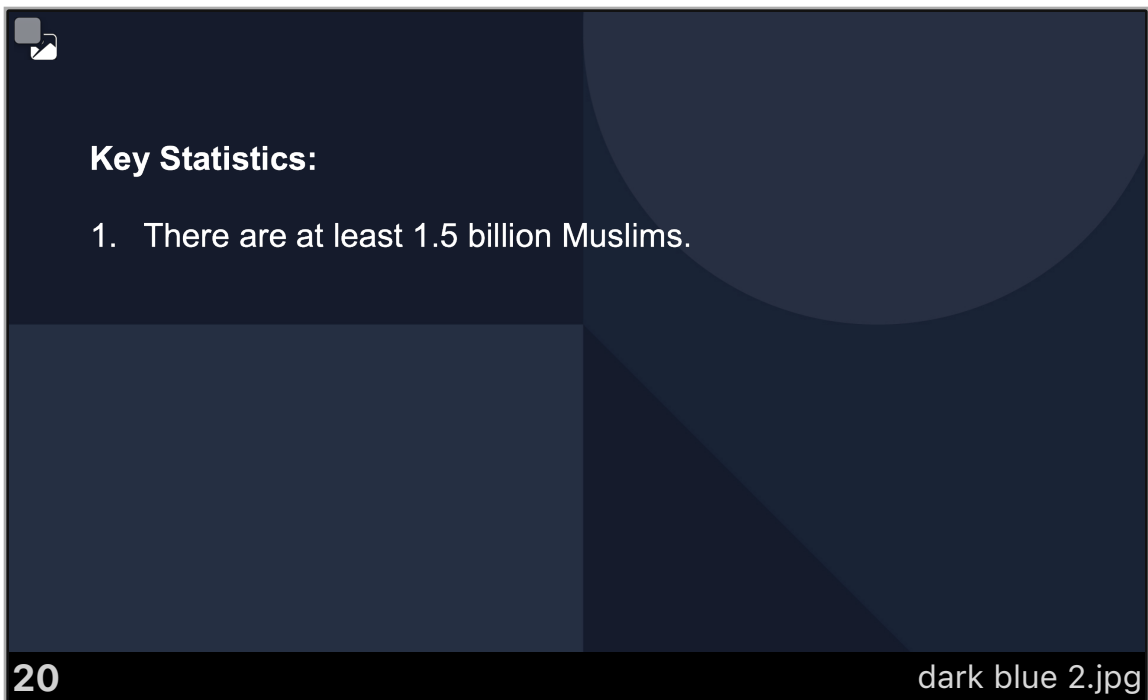 Key Statistics:
1. There are at least 1.5 billion Muslims.
20
dark blue 2.jpg